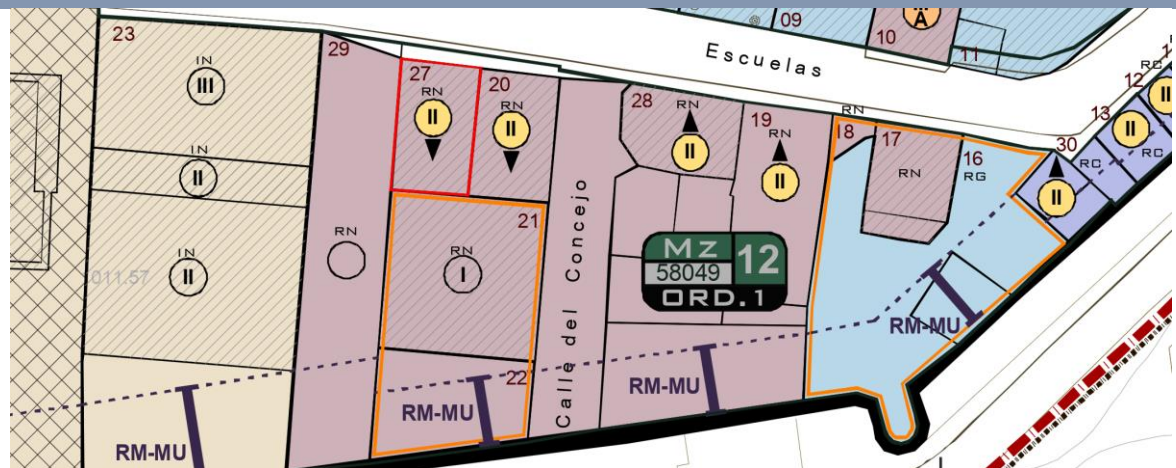 23
IN
III
IN
II
IN
II
011.57
RM-MU
29
RN
27
RN
II
20
RN
II
21
RN
I
22
RM-MU
Calle del Concejo
Escuelas
09
10
A
11
28
RN
II
19
RN
II
Mz
12
58049
ORD.1
RM-MU
RN
18
17
RN
16
RG
RM-MU
30
RC
II
13
II
RC
12
RC
II